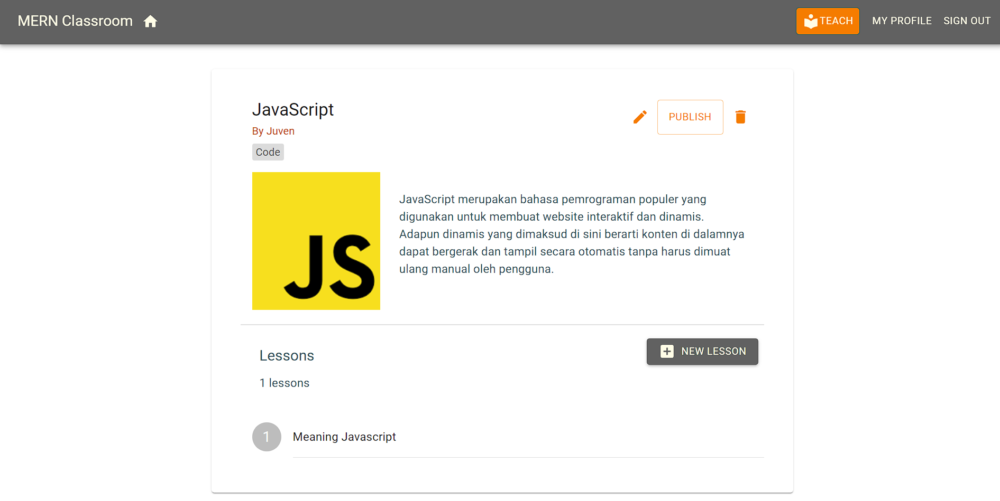 MERN Classroom
TEACH
MY PROFILE
SIGN OUT
JavaScript
PUBLISH
By Juven
Code
JS
JavaScript merupakan bahasa pemrograman populer yang
digunakan untuk membuat website interaktif dan dinamis.
Adapun dinamis yang dimaksud di sini berarti konten di dalamnya
dapat bergerak dan tampil secara otomatis tanpa harus dimuat
ulang manual oleh pengguna.
Lessons
NEW LESSON
1 lessons
1
Meaning Javascript